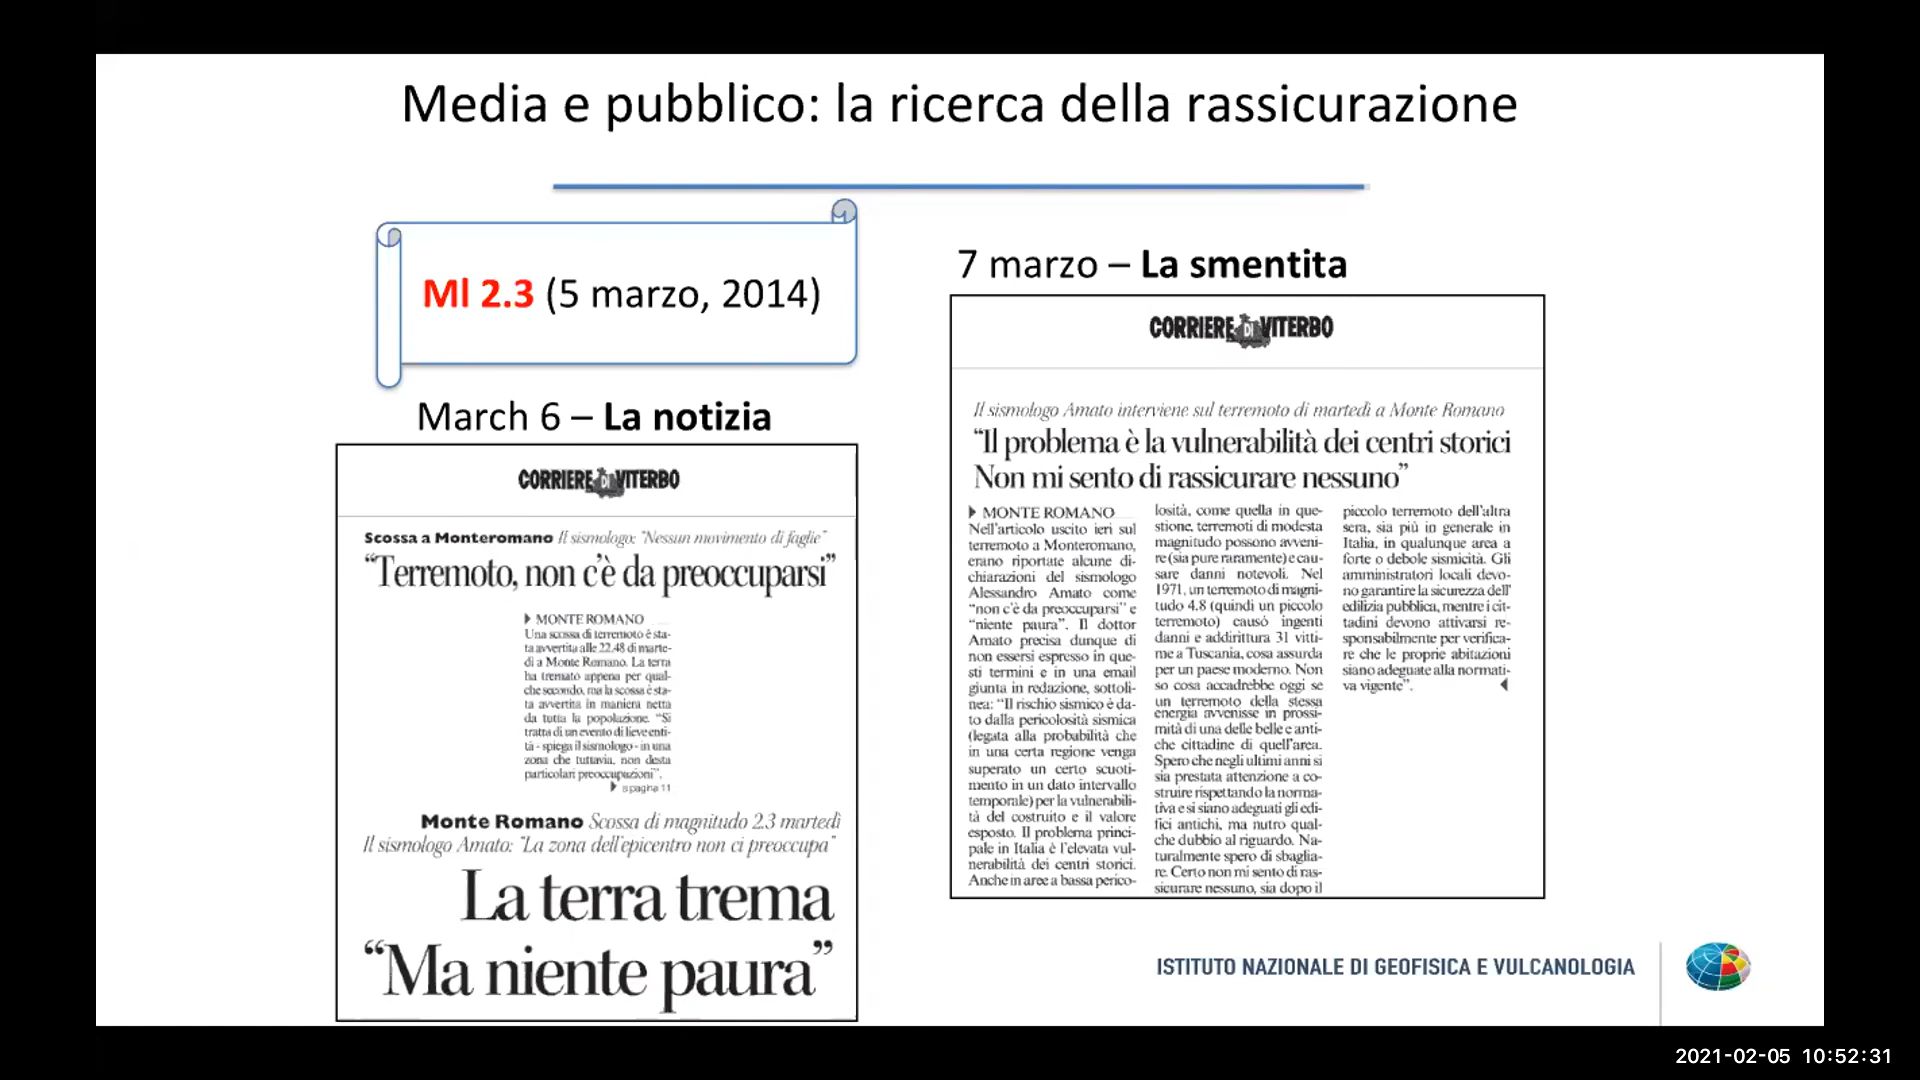 Media e pubblico: la ricerca della rassicurazione
Ml 2.3 (5 marzo, 2014)
March 6 – La notizia
CORRIERE DI VITERBO
Scossa a Monteromano Il sismologo: "Nessun movimento di faglie"
“Terremoto, non c’è da preoccuparsi”
MONTE ROMANO
Una scossa di terremoto è sta-
ta avvertita alle 22.48 di marte-
dì a Monte Romano. La terra
ha tremato appena per qual-
che secondo, ma la scossa è sta-
ta avvertita in maniera netta
da tutta la popolazione. “Si
tratta di un evento di lieve enti-
tà - spiega il sismologo - in una
zona che tuttavia, non desta
particolari preoccupazioni”.
a pagina 11
Monte Romano Scossa di magnitudo 2.3 martedì
Il sismologo Amato: "La zona dell'epicentro non ci preoccupa"
La terra trema
“Ma niente paura”
7 marzo – La smentita
CORRIERE DI VITERBO
Il sismologo Amato interviene sul terremoto di martedì a Monte Romano
“Il problema è la vulnerabilità dei centri storici
Non mi sento di rassicurare nessuno”
MONTE ROMANO
Nell’articolo uscito ieri sul
terremoto a Monteromano,
erano riportate alcune di-
chiarazioni del sismologo
Alessandro Amato come
“non c’è da preoccuparsi” e
“niente paura”. Il dottor
Amato precisa dunque di
non essersi espresso in que-
sti termini e in una email
giunta in redazione, sottoli-
nea: “Il rischio sismico è da-
to dalla pericolosità sismica
(legata alla probabilità che
in una certa regione venga
superato un certo scuoti-
mento in un dato intervallo
temporale) per la vulnerabili-
tà del costruito e il valore
esposto. Il problema princi-
pale in Italia è l’elevata vul-
nerabilità dei centri storici.
Anche in aree a bassa perico-
losità, come quella in que-
stione, terremoti di modesta
magnitudo possono avveni-
re (sia pure raramente) e cau-
sare danni notevoli. Nel
1971, un terremoto di magni-
tudo 4.8 (quindi un piccolo
terremoto) causò ingenti
danni e addirittura 31 vitti-
me a Tuscania, cosa assurda
per un paese moderno. Non
so cosa accadrebbe oggi se
un terremoto della stessa
energia avvenisse in prossi-
mità di una delle belle e anti-
che cittadine di quell’area.
Spero che negli ultimi anni si
sia prestata attenzione a co-
struire rispettando la norma-
tiva e si siano adeguati gli edi-
fici antichi, ma nutro qual-
che dubbio al riguardo. Na-
turalmente spero di sbaglia-
re. Certo non mi sento di ras-
sicurare nessuno, sia dopo il
piccolo terremoto dell’altra
sera, sia più in generale in
Italia, in qualunque area a
forte o debole sismicità. Gli
amministratori locali devo-
no garantire la sicurezza dell’
edilizia pubblica, mentre i cit-
tadini devono attivarsi re-
sponsabilmente per verifica-
re che le proprie abitazioni
siano adeguate alla normati-
va vigente”.
ISTITUTO NAZIONALE DI GEOFISICA E VULCANOLOGIA
2021-02-05 10:52:31